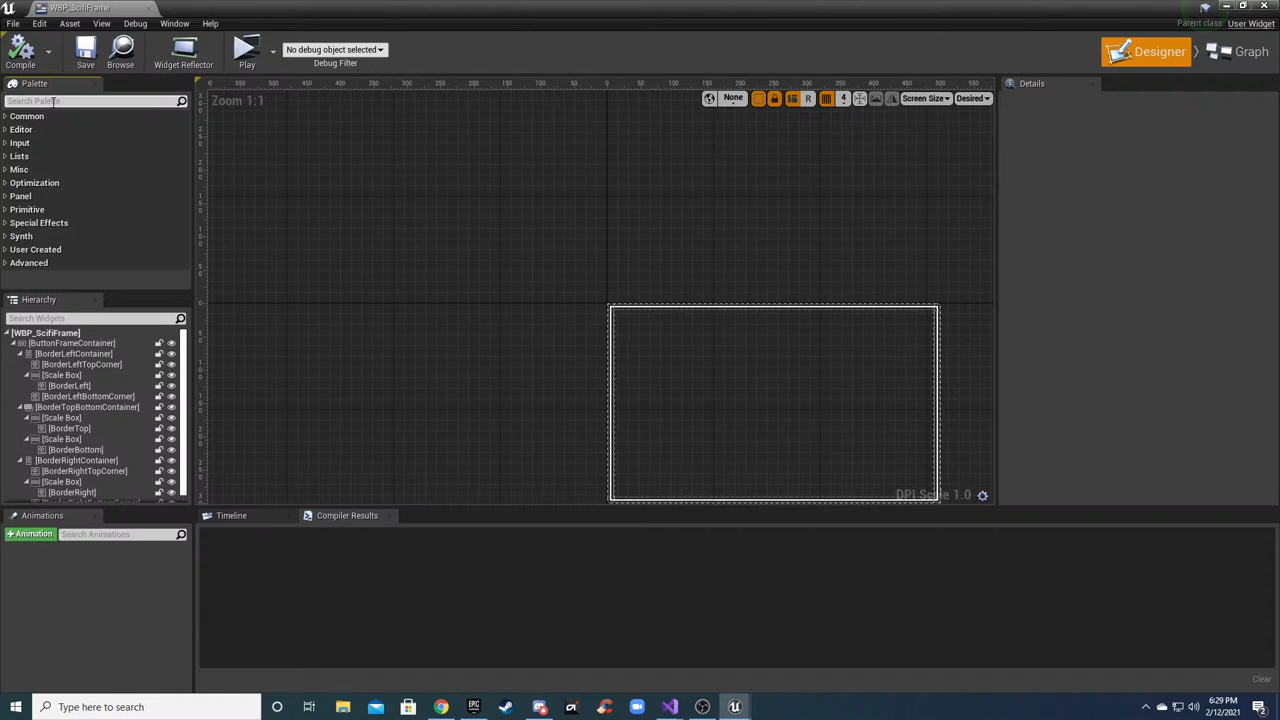 WBP_ScifiFrame
File Edit Asset View Debug Window Help
Parent class: User Widget
Compile Save Browse Widget Reflector Play
No debug object selected
Debug Filter
Designer Graph
Palette
Search Palette
Common
Editor
Input
Lists
Misc
Optimization
Panel
Primitive
Special Effects
Synth
User Created
Advanced
Zoom 1:1
None R 4 Screen Size Desired
Details
DPI Scale 1.0
Hierarchy
Search Widgets
[WBP_ScifiFrame]
[ButtonFrameContainer]
[BorderLeftContainer]
[BorderLeftTopCorner]
[Scale Box]
[BorderLeft]
[BorderLeftBottomCorner]
[BorderTopBottomContainer]
[Scale Box]
[BorderTop]
[Scale Box]
[BorderBottom]
[BorderRightContainer]
[BorderRightTopCorner]
[Scale Box]
[BorderRight]
Animations
+Animation
Search Animations
Timeline
Compiler Results
Clear
Type here to search
6:29 PM
2/12/2021